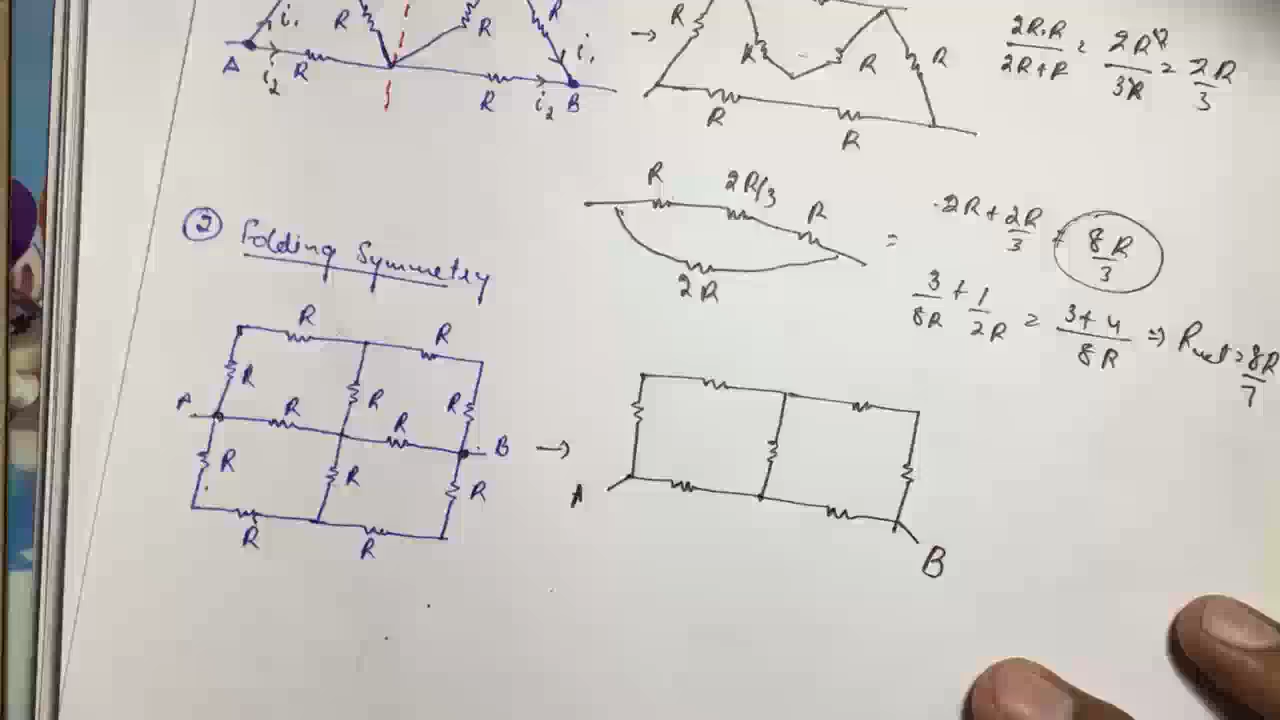 i₁ R R R i₁ → R R R R
A i₂ R R i₂ B R R
2R.R / 2R+R = 2R² / 3R = 2R / 3
R 2R/3 R
2R
= 2R + 2R/3 = 8R/3
3/8R + 1/2R = 3+4 / 8R ⇒ Rnet = 8R/7
② Folding Symmetry
R R
R R R
A R R B →
R R R
R R
A B